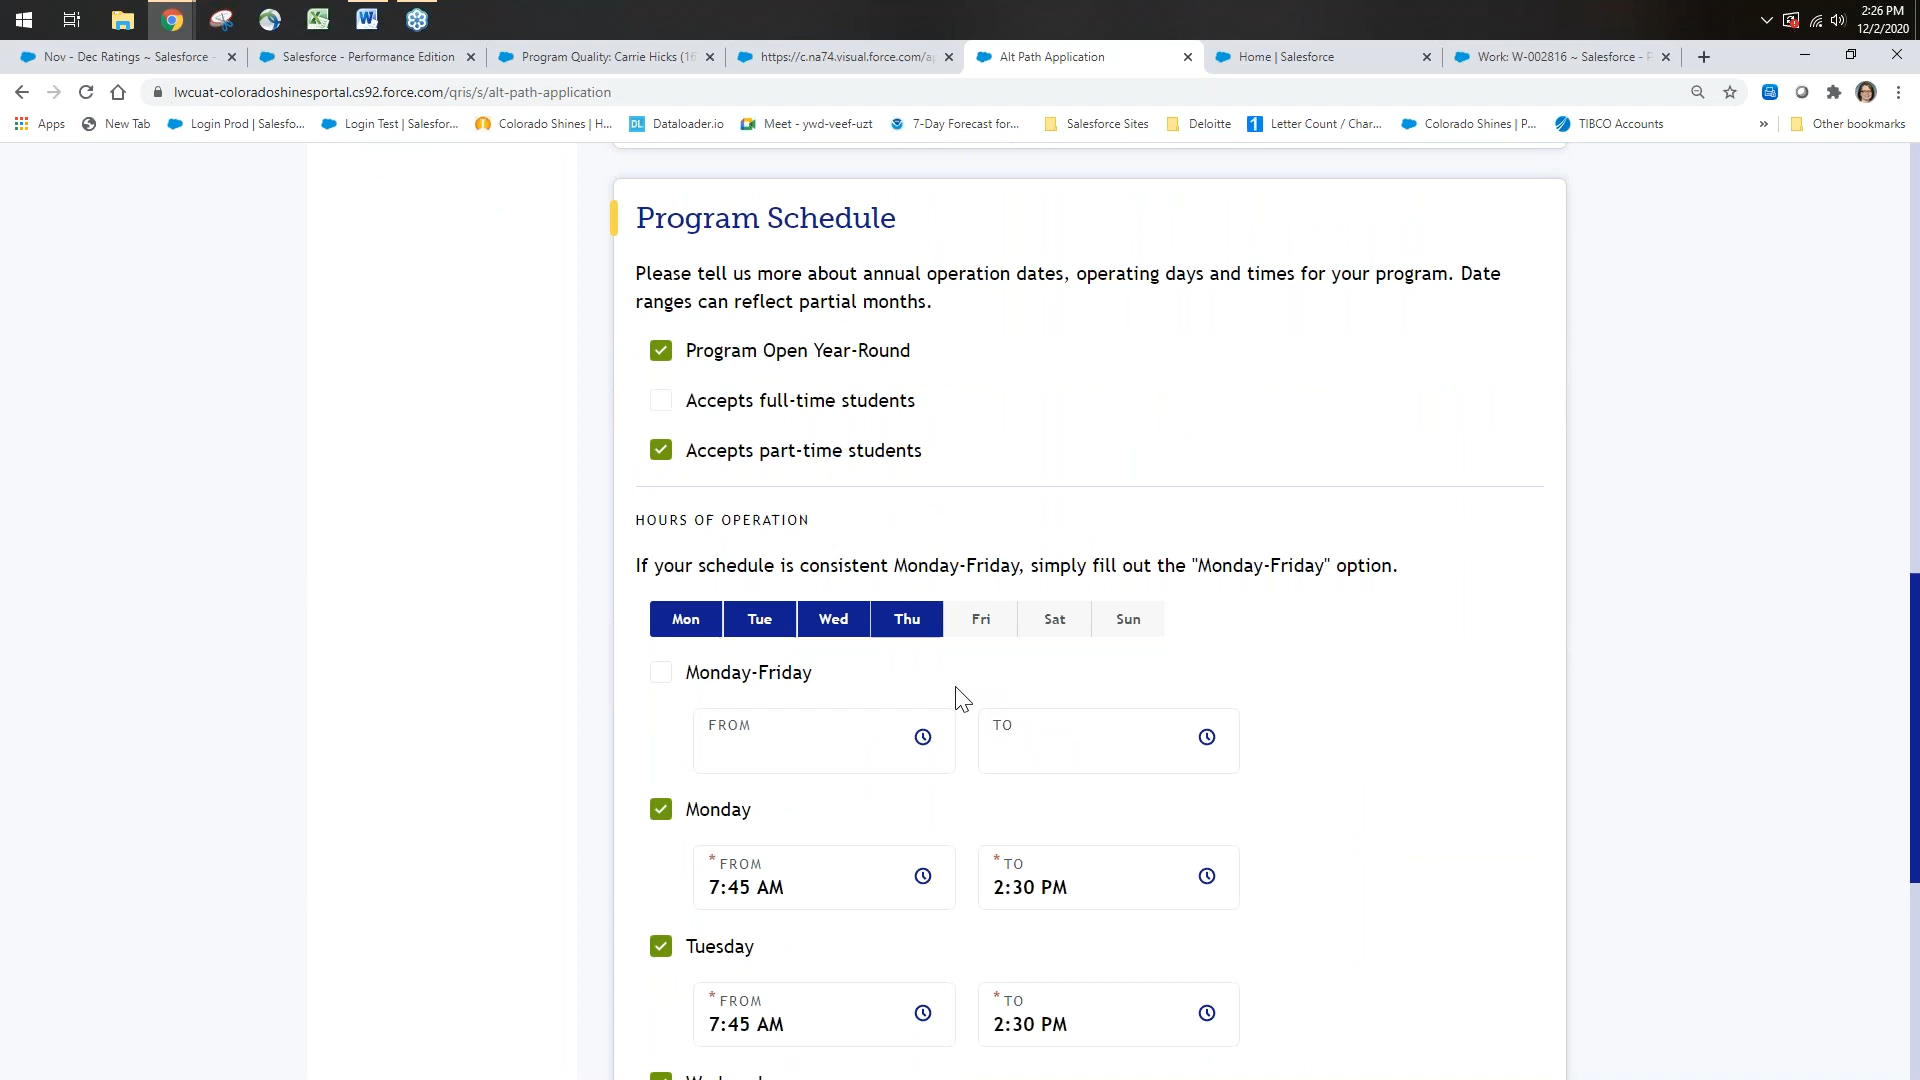 2:26 PM
12/2/2020
Nov - Dec Ratings ~ Salesforce -
Salesforce - Performance Edition
Program Quality: Carrie Hicks (16
https://c.na74.visual.force.com/a
Alt Path Application
Home | Salesforce
Work: W-002816 ~ Salesforce - P
lwcuat-coloradoshinesportal.cs92.force.com/qris/s/alt-path-application
Apps
New Tab
Login Prod | Salesfo...
Login Test | Salesfor...
Colorado Shines | H...
DL
Dataloader.io
Meet - ywd-veef-uzt
7-Day Forecast for...
Salesforce Sites
Deloitte
1
Letter Count / Char...
Colorado Shines | P...
TIBCO Accounts
»
Other bookmarks
Program Schedule
Please tell us more about annual operation dates, operating days and times for your program. Date
ranges can reflect partial months.
Program Open Year-Round
Accepts full-time students
Accepts part-time students
HOURS OF OPERATION
If your schedule is consistent Monday-Friday, simply fill out the "Monday-Friday" option.
Mon Tue Wed Thu Fri Sat Sun
Monday-Friday
FROM
TO
Monday
* FROM
7:45 AM
* TO
2:30 PM
Tuesday
* FROM
7:45 AM
* TO
2:30 PM